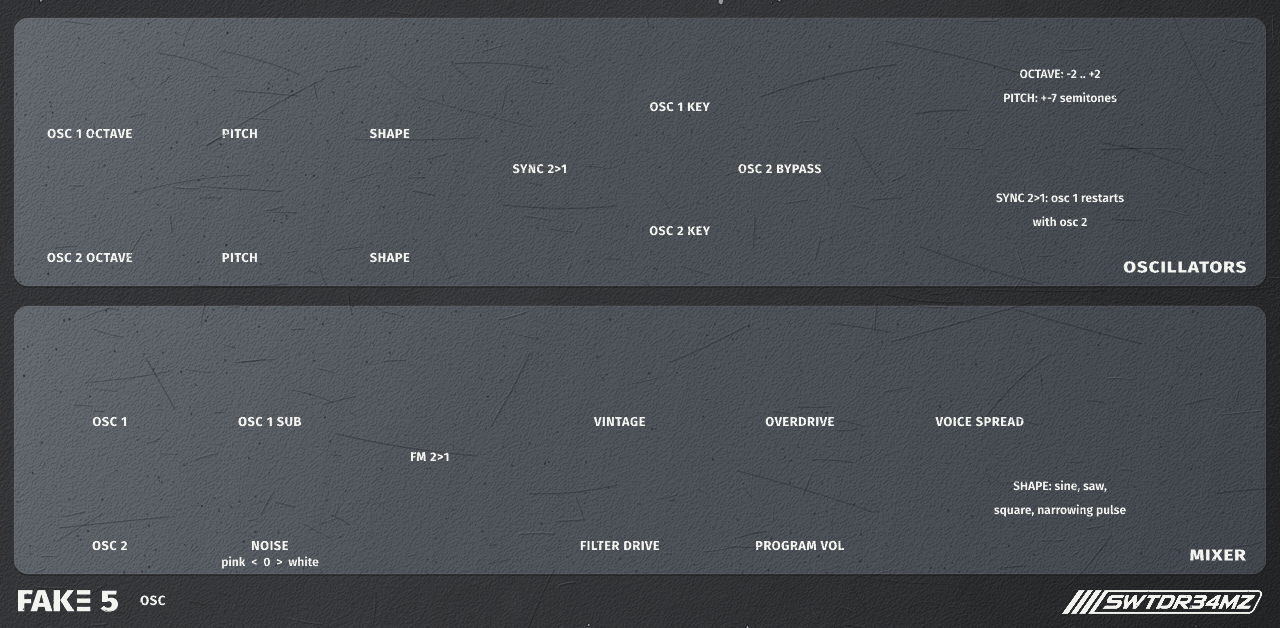 OCTAVE: -2 .. +2
PITCH: +-7 semitones
OSC 1 KEY
OSC 1 OCTAVE PITCH SHAPE
SYNC 2>1 OSC 2 BYPASS
SYNC 2>1: osc 1 restarts
with osc 2
OSC 2 KEY
OSC 2 OCTAVE PITCH SHAPE
OSCILLATORS
OSC 1 OSC 1 SUB VINTAGE OVERDRIVE VOICE SPREAD
FM 2>1
SHAPE: sine, saw,
square, narrowing pulse
OSC 2 NOISE FILTER DRIVE PROGRAM VOL
pink < 0 > white
MIXER
FAKE 5 OSC
SWTDR34MZ